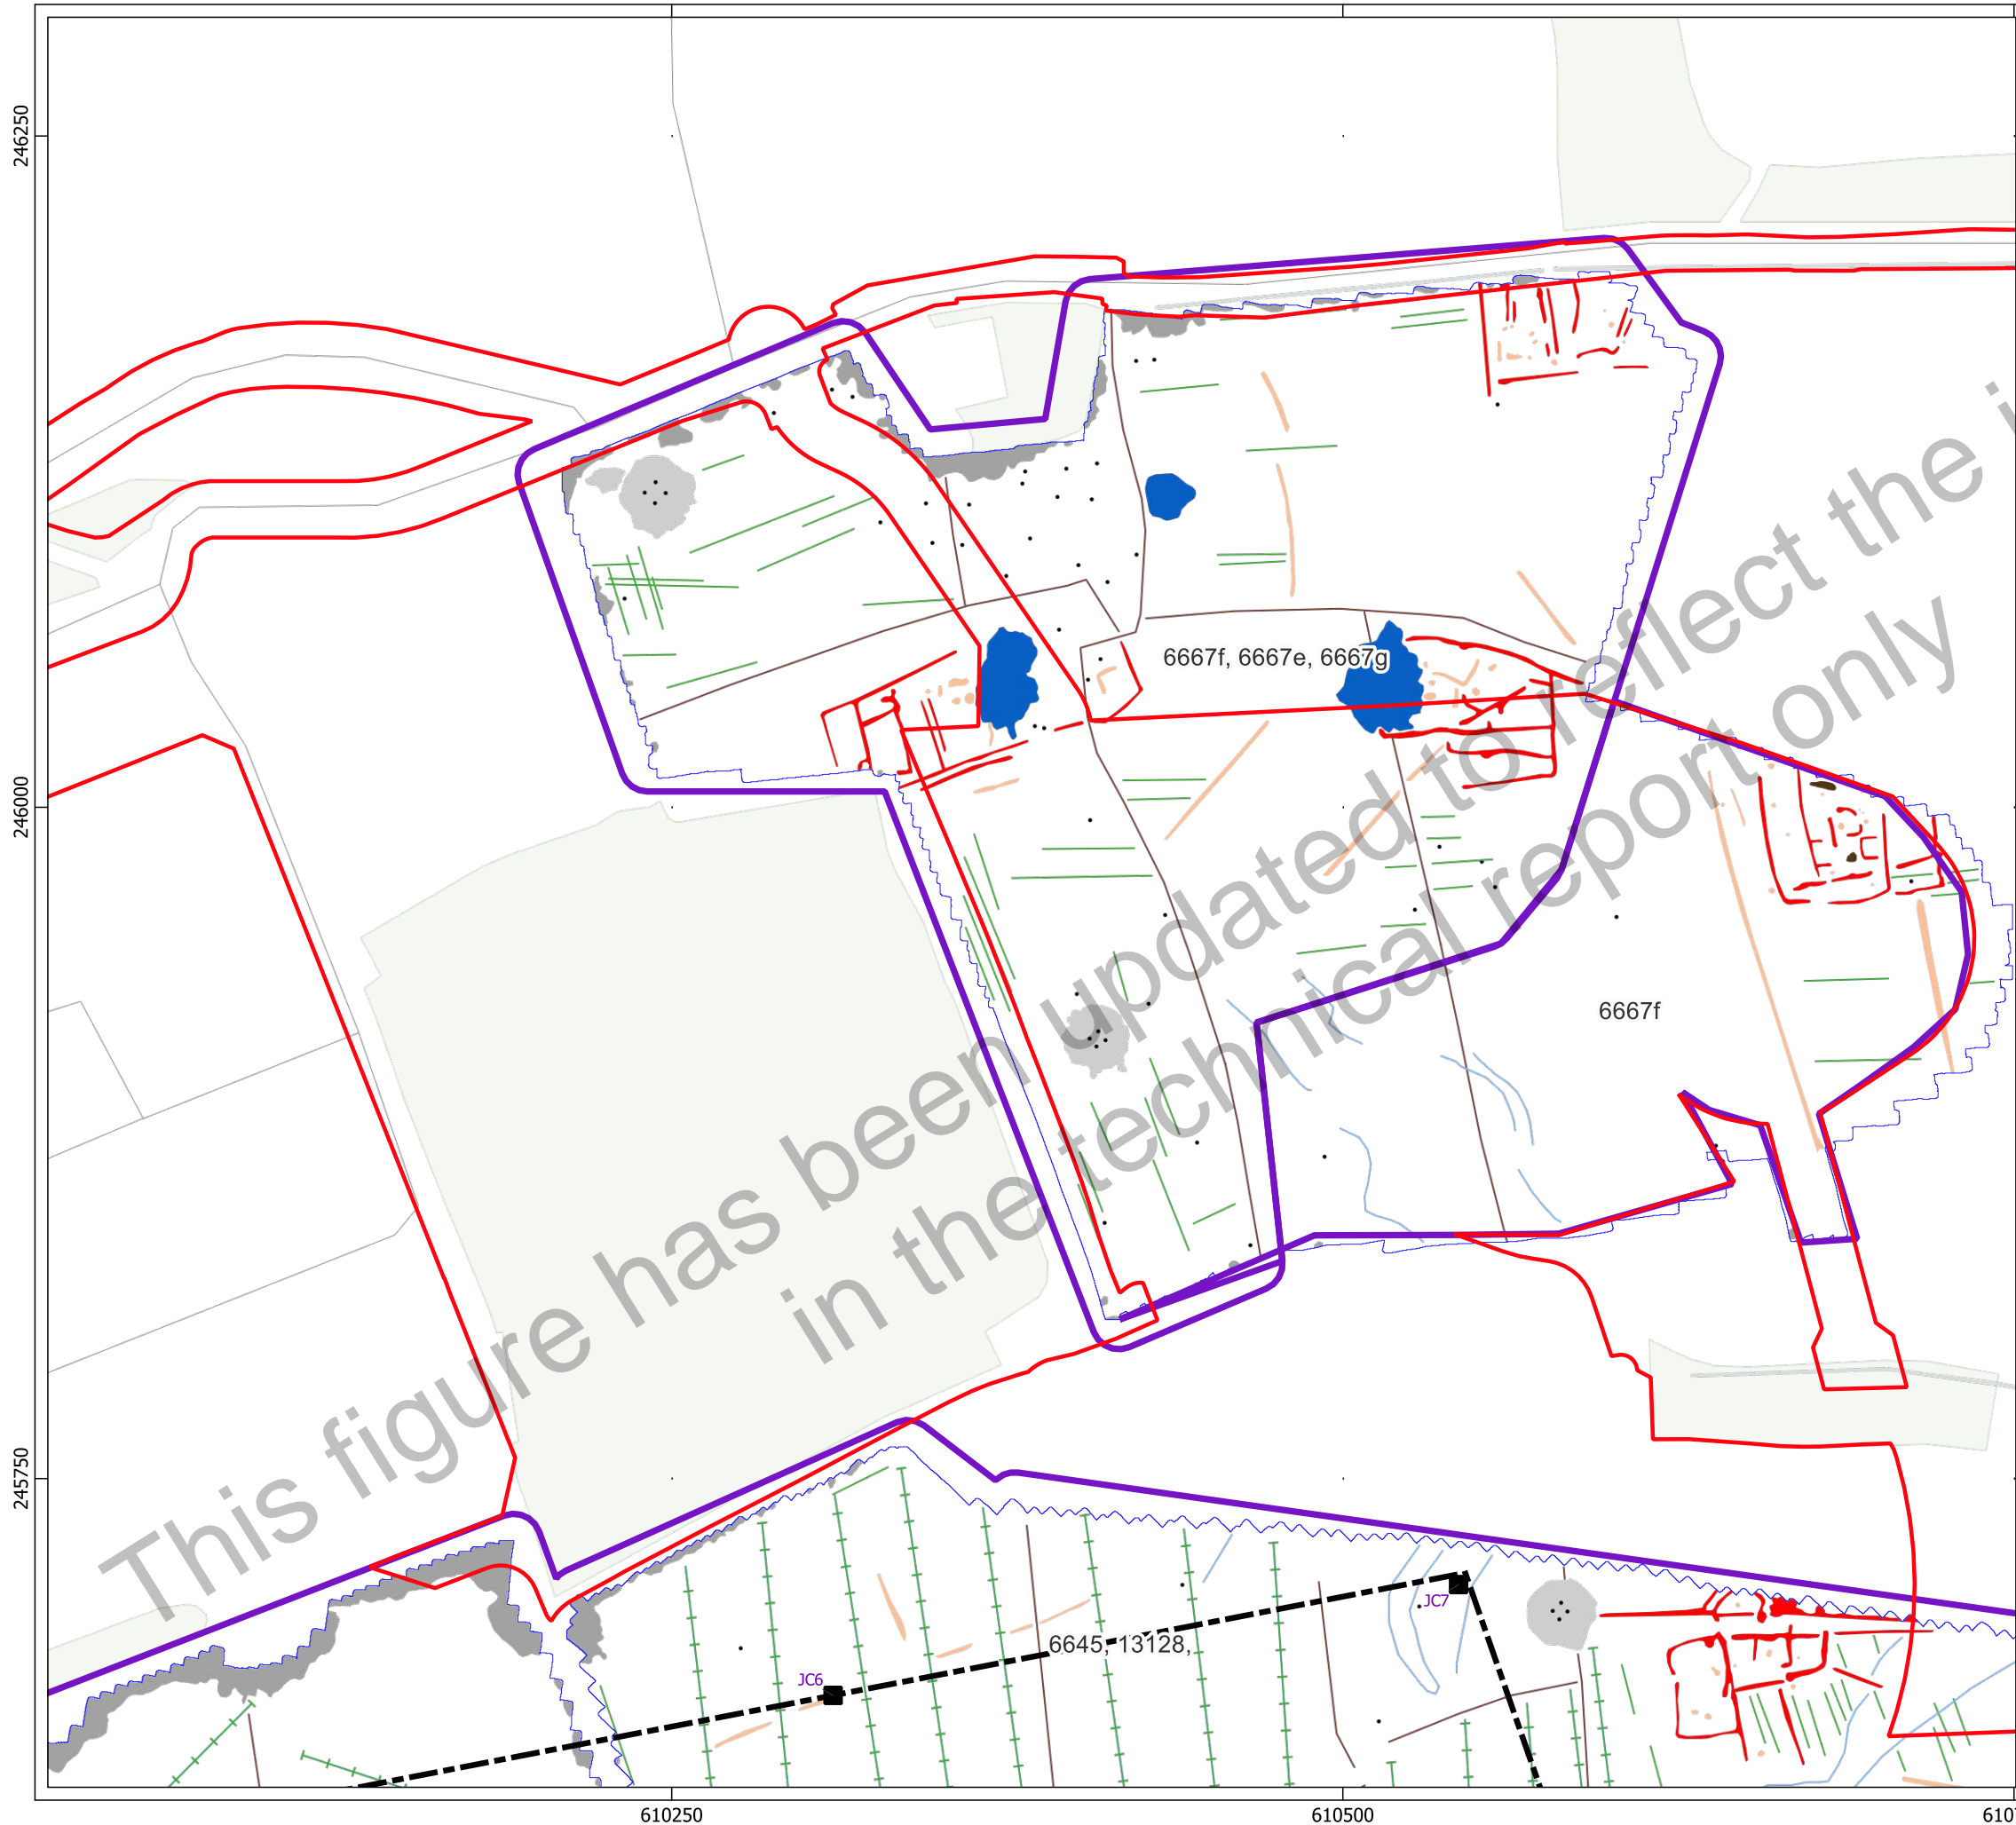 246250
246000
245750
6667f, 6667e, 6667g
6667f
This figure has been updated to reflect the
in the technical report only
JC7
6645, 13128,
JC6
610250
610500